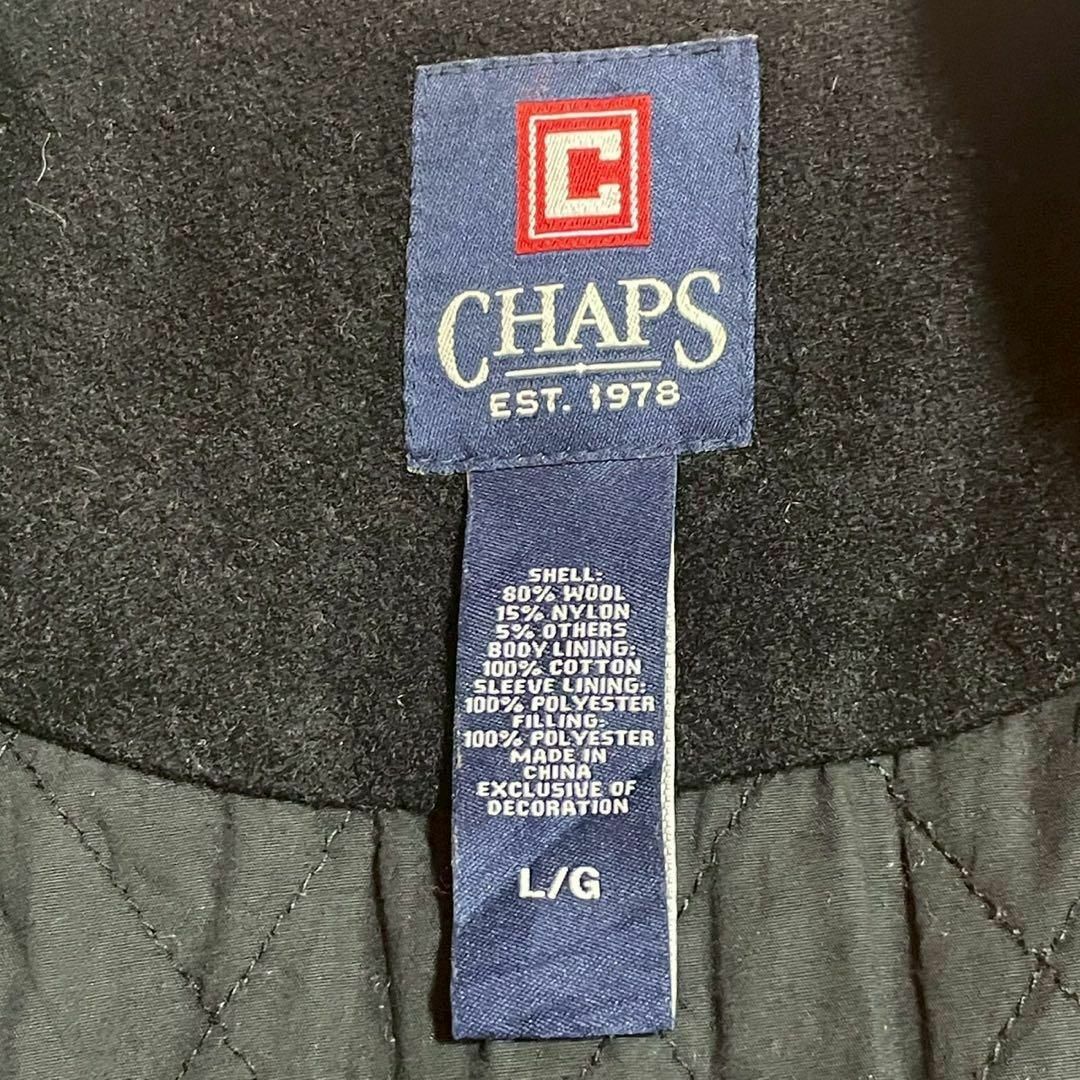 C
CHAPS
EST. 1978
SHELL:
80% WOOL
15% NYLON
5% OTHERS
BODY LINING:
100% COTTON
SLEEVE LINING:
100% POLYESTER
FILLING:
100% POLYESTER
MADE IN
CHINA
EXCLUSIVE OF
DECORATION
L/G